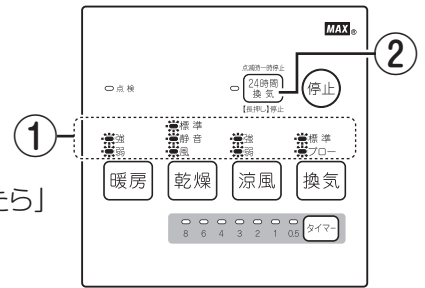 MAX®
②
点滅時一時停止
24時間
換気
停止
点検
【長押し】停止
①
標準
強 静音 強 標準
弱 風 弱 ブロー
暖房 乾燥 涼風 換気
たら」
8 6 4 3 2 1 0.5 タイマー